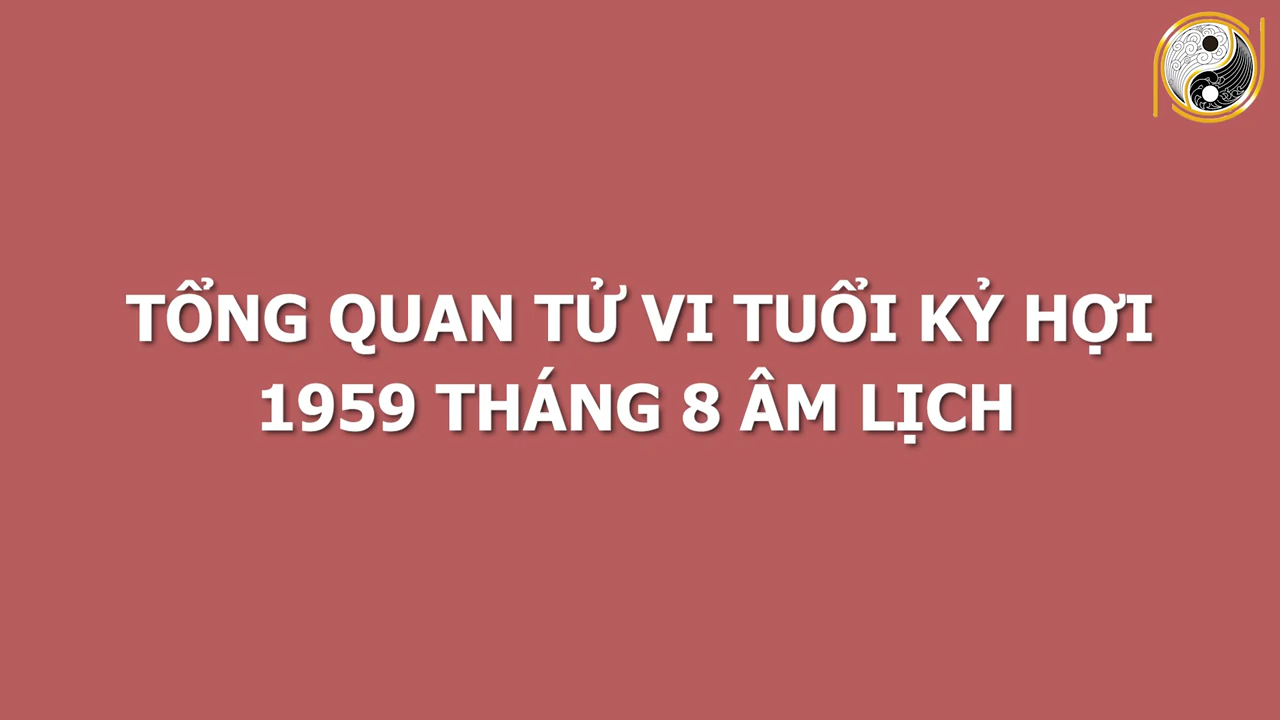 TỔNG QUAN TỬ VI TUỔI KỶ HỢI
1959 THÁNG 8 ÂM LỊCH